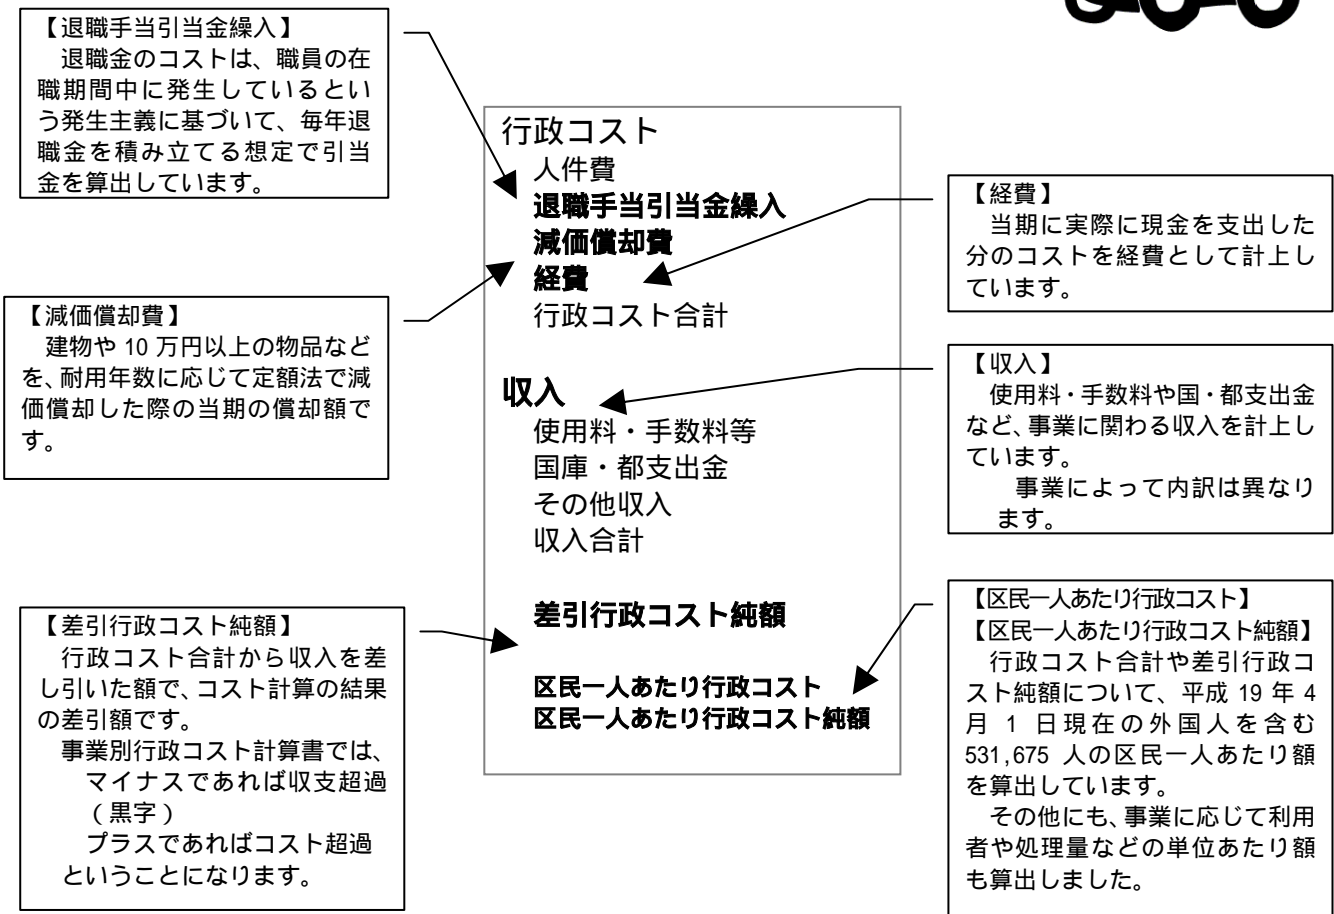 【退職手当引当金繰入】
退職金のコストは、職員の在
職期間中に発生しているとい
う発生主義に基づいて、毎年退
職金を積み立てる想定で引当
金を算出しています。
【減価償却費】
建物や 10 万円以上の物品など
を、耐用年数に応じて定額法で減
価償却した際の当期の償却額で
す。
【差引行政コスト純額】
行政コスト合計から収入を差
し引いた額で、コスト計算の結果
の差引額です。
事業別行政コスト計算書では、
マイナスであれば収支超過
(黒字)
プラスであればコスト超過
ということになります。
行政コスト
人件費
退職手当引当金繰入
減価償却費
経費
行政コスト合計
収入
使用料・手数料等
国庫・都支出金
その他収入
収入合計
差引行政コスト純額
区民一人あたり行政コスト
区民一人あたり行政コスト純額
【経費】
当期に実際に現金を支出した
分のコストを経費として計上し
ています。
【収入】
使用料・手数料や国・都支出金
など、事業に関わる収入を計上し
ています。
事業によって内訳は異なり
ます。
【区民一人あたり行政コスト】
【区民一人あたり行政コスト純額】
行政コスト合計や差引行政コ
スト純額について、平成 19 年 4
月 1 日現在の外国人を含む
531,675 人の区民一人あたり額
を算出しています。
その他にも、事業に応じて利用
者や処理量などの単位あたり額
も算出しました。